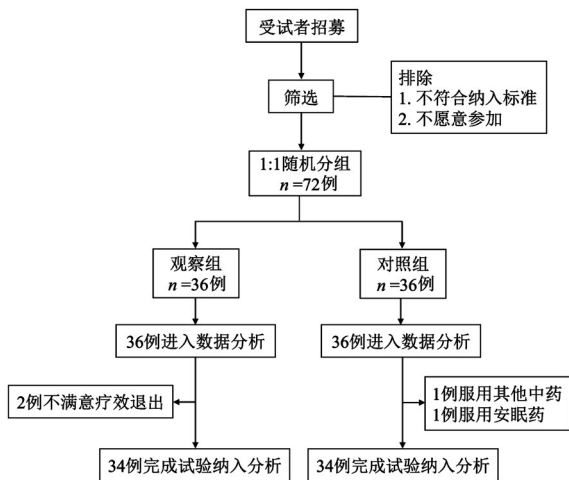 受试者招募
筛选
排除
1. 不符合纳入标准
2. 不愿意参加
1:1随机分组
n=72例
观察组
n=36例
对照组
n=36例
36例进入数据分析
36例进入数据分析
2例不满意疗效退出
1例服用其他中药
1例服用安眠药
34例完成试验纳入分析
34例完成试验纳入分析